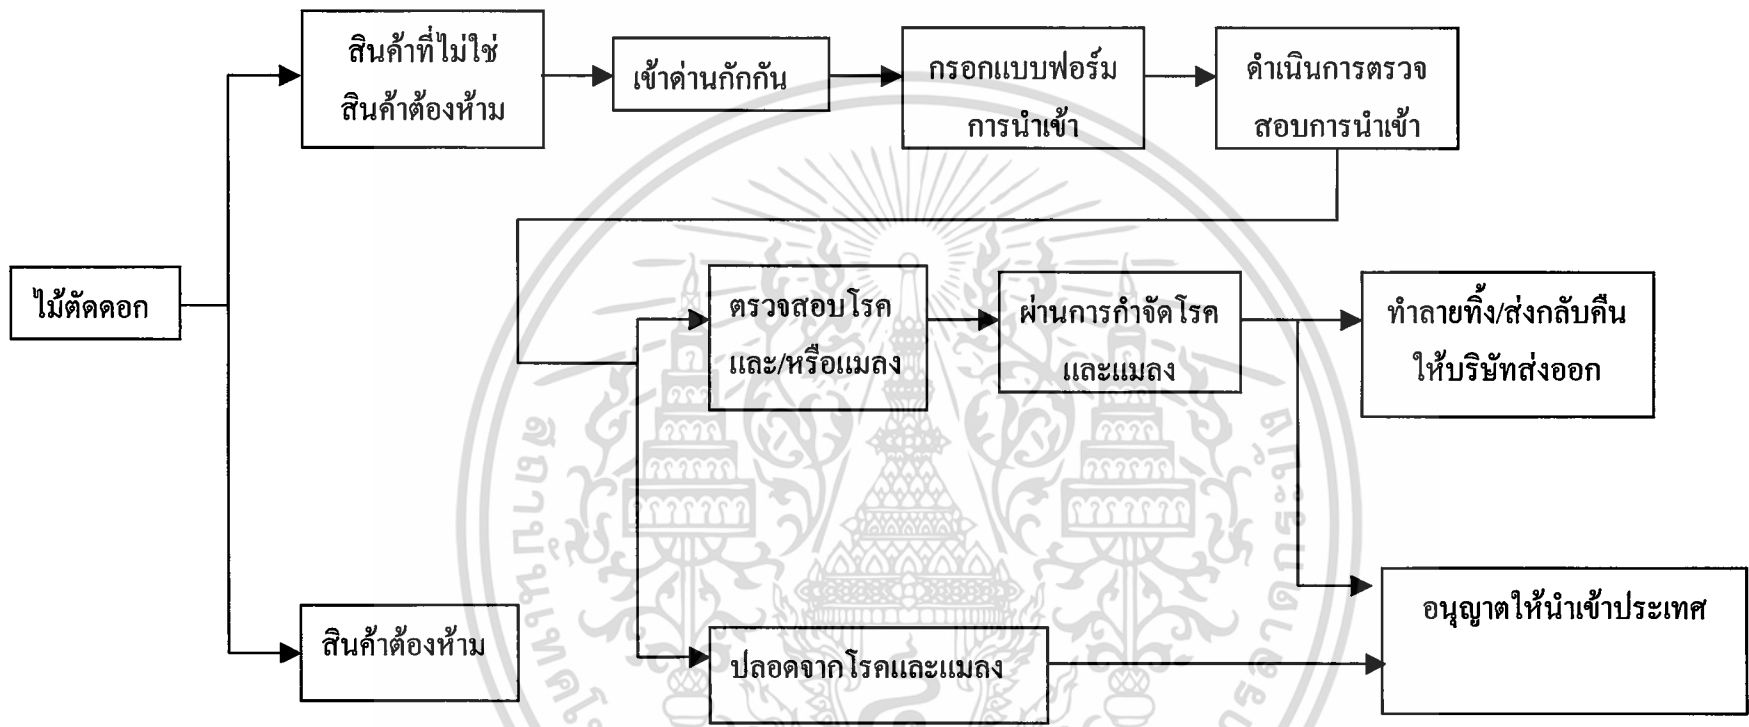 สินค้าที่ไม่ใช่
สินค้าต้องห้าม
เข้าด่านกักกัน
กรอกแบบฟอร์ม
การนำเข้า
ดำเนินการตรวจ
สอบการนำเข้า
ไม้ตัดดอก
ตรวจสอบโรค
และ/หรือแมลง
ผ่านการกำจัดโรค
และแมลง
ทำลายทิ้ง/ส่งกลับคืน
ให้บริษัทส่งออก
สินค้าต้องห้าม
ปลอดจากโรคและแมลง
อนุญาตให้นำเข้าประเทศ